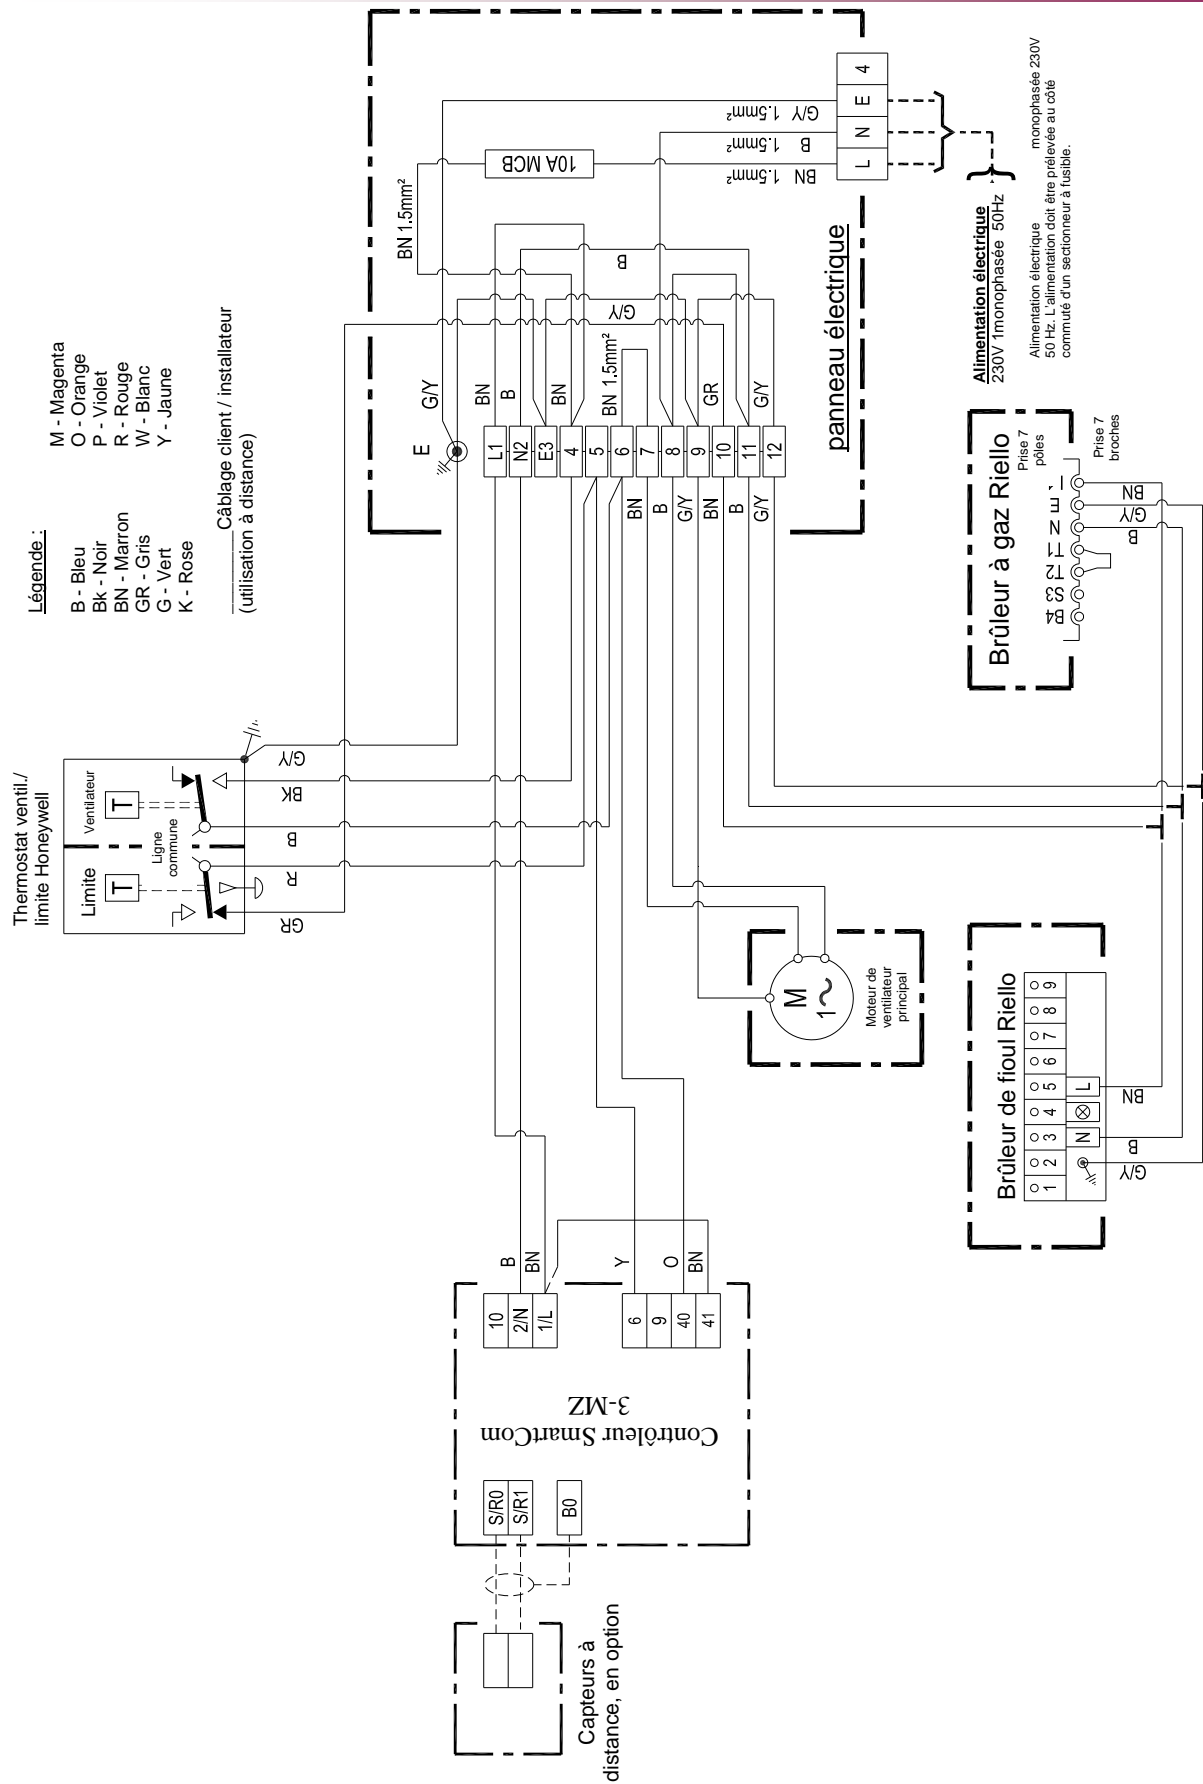 Thermostat ventil./
limite Honeywell
Limite
T
Ventilateur
T
Ligne
commune
GR
R
B
BK
G/Y
Légende :
B - Bleu
Bk - Noir
BN - Marron
GR - Gris
G - Vert
K - Rose
M - Magenta
O - Orange
P - Violet
R - Rouge
W - Blanc
Y - Jaune
Câblage client / installateur
(utilisation à distance)
panneau électrique
E
G/Y
L1
N2
E3
4
5
6
7
8
9
10
11
12
BN
B
BN
BN 1.5mm²
GR
G/Y
BN
B
G/Y
BN
B
G/Y
G/Y
B
BN 1.5mm²
10A MCB
BN 1.5mm²
B 1.5mm²
G/Y 1.5mm²
L
N
E
4
Alimentation électrique
230V 1monophasée 50Hz
Alimentation électrique monophasée 230V
50 Hz. L'alimentation doit être prélevée au côté
commuté d'un sectionneur à fusible.
Capteurs à
distance, en option
S/R0
S/R1
B0
Contrôleur SmartCom
3-MZ
10
2/N
1/L
B
BN
6
9
40
41
Y
O
BN
M
1~
Moteur de
ventilateur
principal
Brûleur de fioul Riello
1
2
3
4
5
6
7
8
9
N
L
G/Y
B
BN
Brûleur à gaz Riello
Prise 7
pôles
Prise 7
broches
B4
S3
T2
T1
N
E
B
G/Y
BN